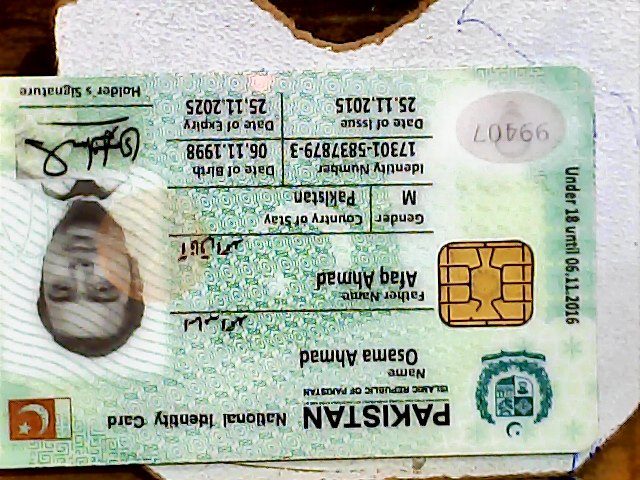 PAKISTAN National Identity Card
ISLAMIC REPUBLIC OF PAKISTAN
Name
Osama Ahmad
اسامہ احمد
Father Name
Afaq Ahmad
آفاق احمد
Gender Country of Stay
M Pakistan
Identity Number Date of Birth
17301-5837879-3 06.11.1998
Date of Issue Date of Expiry
25.11.2015 25.11.2025
Holder's Signature
Under 18 until 06.11.2016
99407